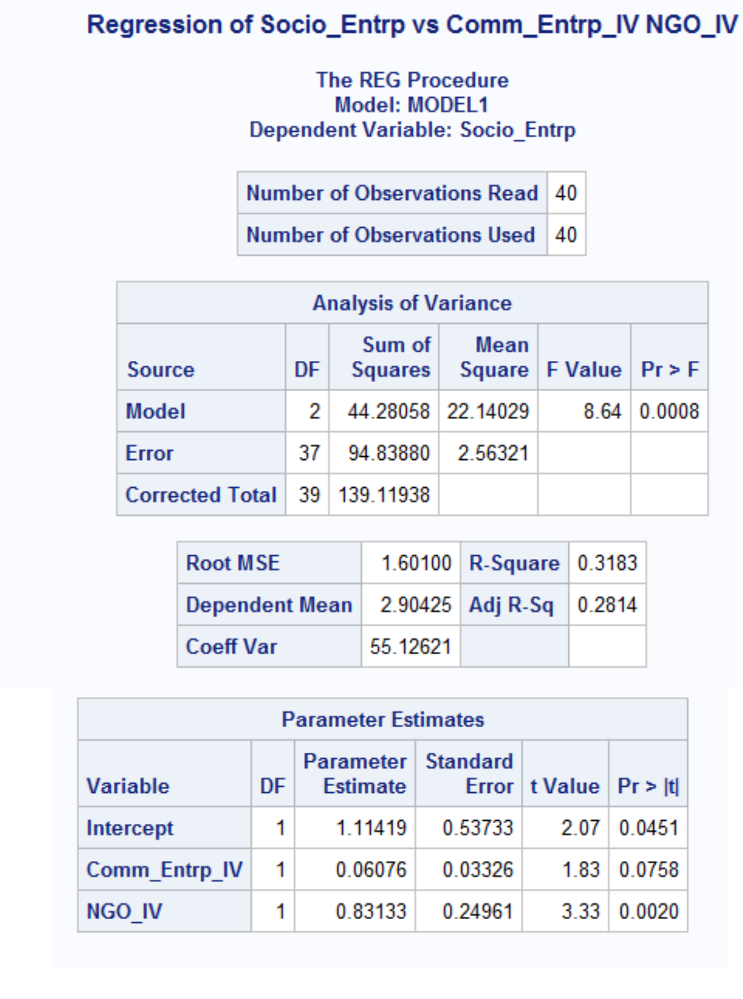 Regression of Socio_Entrp vs Comm_Entrp_IV NGO_IV
The REG Procedure
Model: MODEL1
Dependent Variable: Socio_Entrp
Number of Observations Read 40
Number of Observations Used 40
Analysis of Variance
Source DF Sum of Squares Mean Square F Value Pr > F
Model 2 44.28058 22.14029 8.64 0.0008
Error 37 94.83880 2.56321
Corrected Total 39 139.11938
Root MSE 1.60100 R-Square 0.3183
Dependent Mean 2.90425 Adj R-Sq 0.2814
Coeff Var 55.12621
Parameter Estimates
Variable DF Parameter Estimate Standard Error t Value Pr > |t|
Intercept 1 1.11419 0.53733 2.07 0.0451
Comm_Entrp_IV 1 0.06076 0.03326 1.83 0.0758
NGO_IV 1 0.83133 0.24961 3.33 0.0020